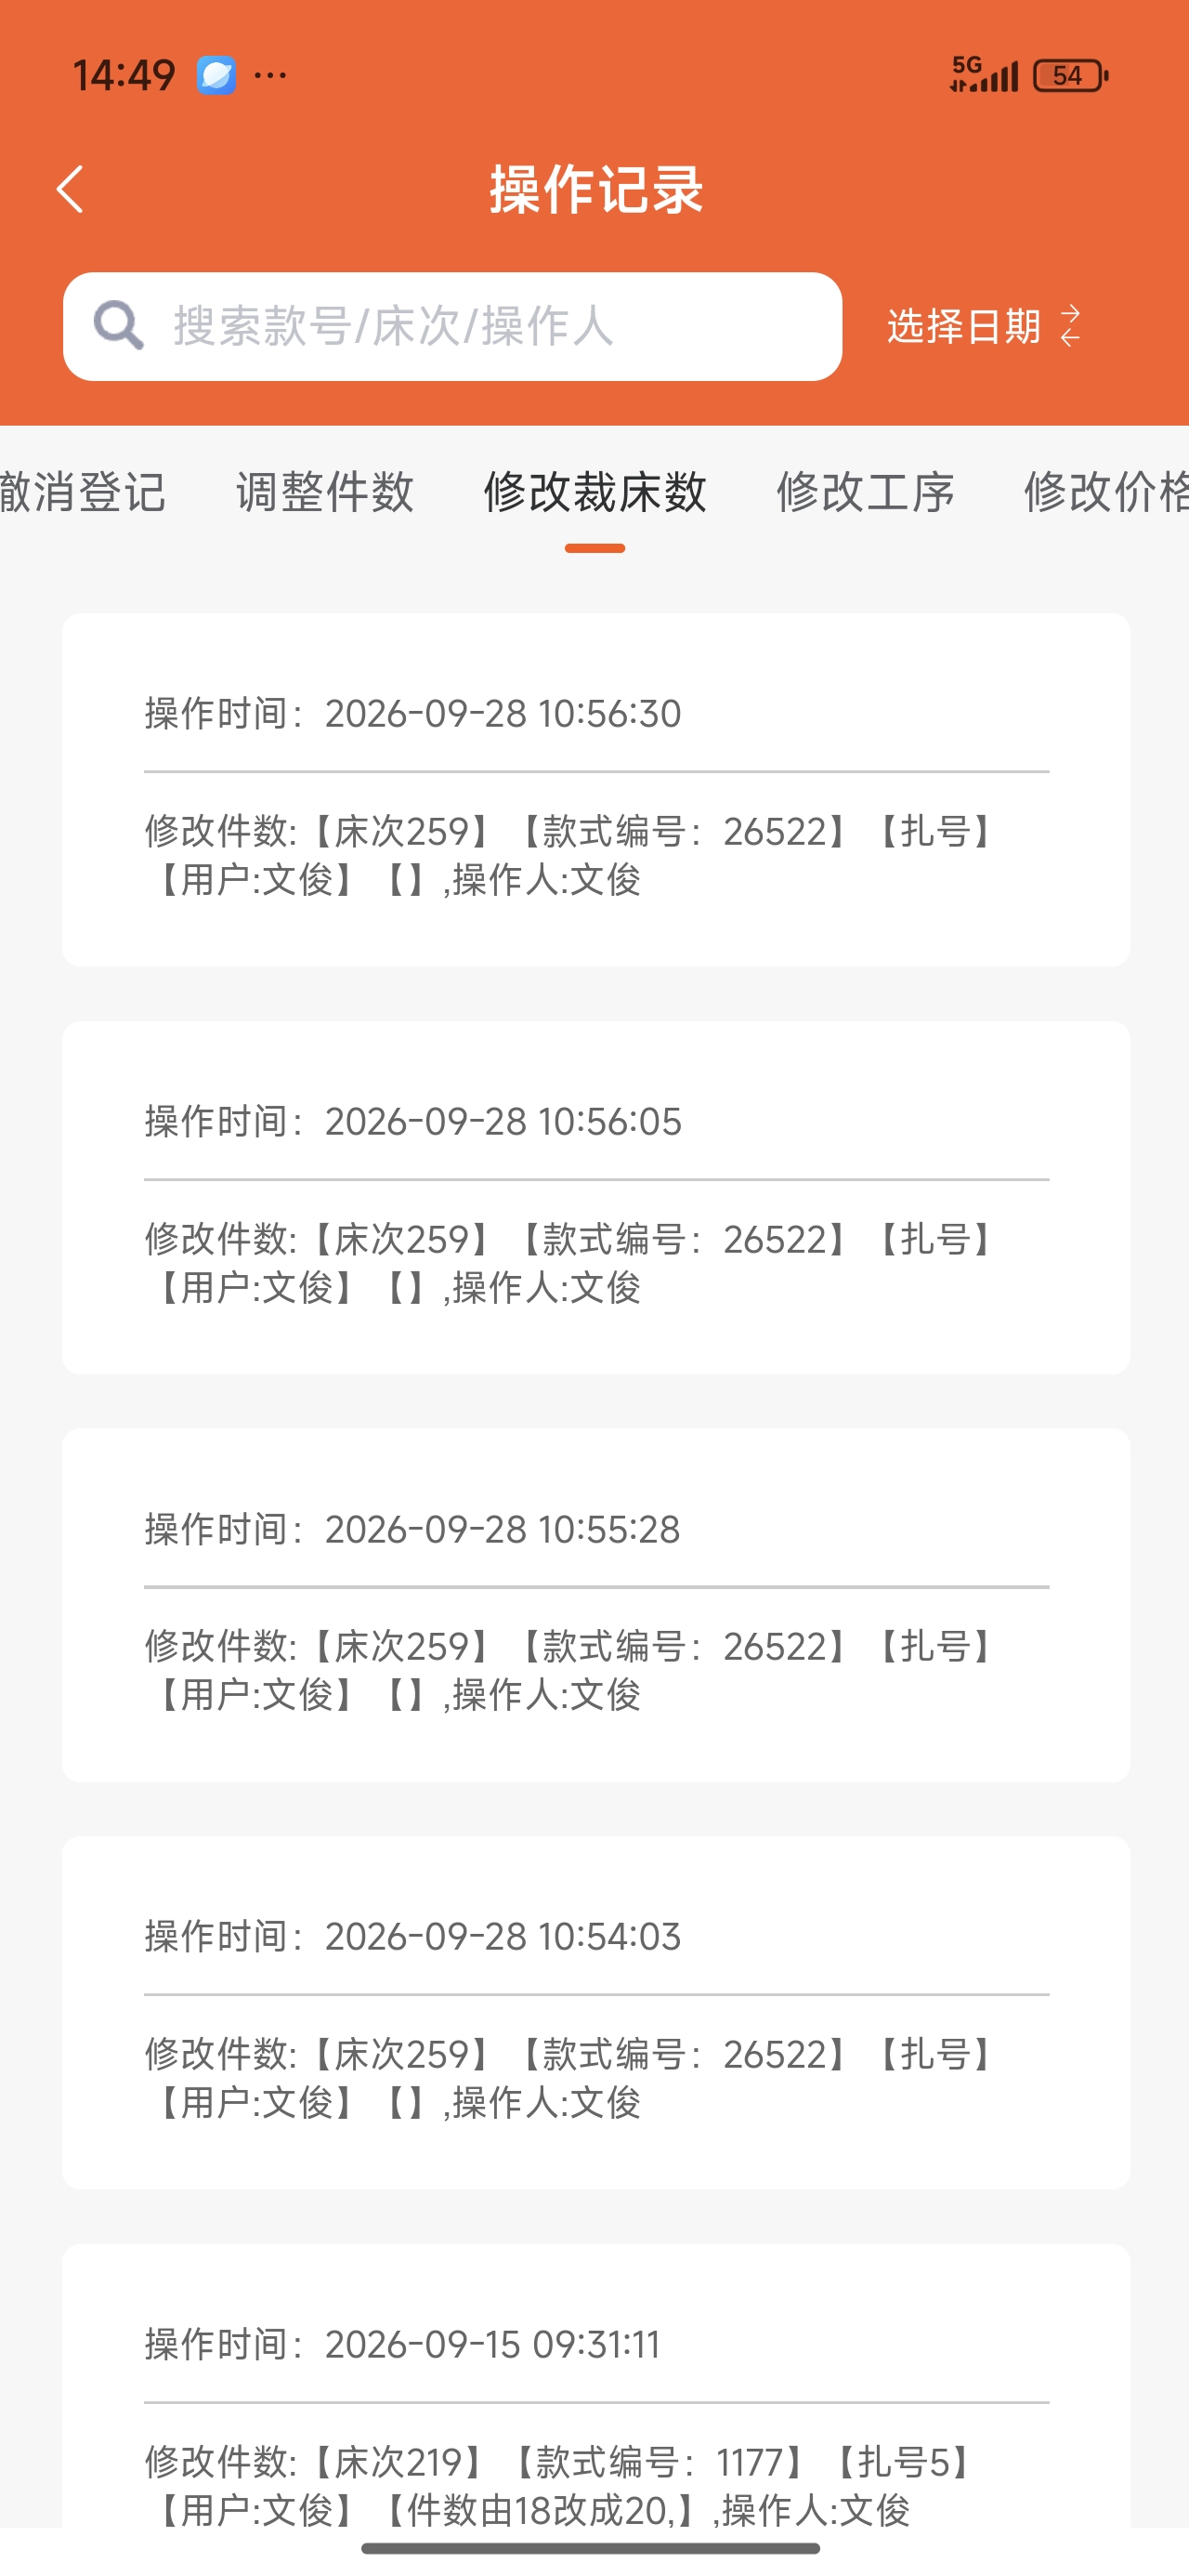 14:49 ... 5G 54
操作记录
搜索款号/床次/操作人 选择日期
撤消登记 调整件数 修改裁床数 修改工序 修改价格
操作时间：2026-09-28 10:56:30
修改件数:【床次259】【款式编号：26522】【扎号】
【用户:文俊】【】,操作人:文俊
操作时间：2026-09-28 10:56:05
修改件数:【床次259】【款式编号：26522】【扎号】
【用户:文俊】【】,操作人:文俊
操作时间：2026-09-28 10:55:28
修改件数:【床次259】【款式编号：26522】【扎号】
【用户:文俊】【】,操作人:文俊
操作时间：2026-09-28 10:54:03
修改件数:【床次259】【款式编号：26522】【扎号】
【用户:文俊】【】,操作人:文俊
操作时间：2026-09-15 09:31:11
修改件数:【床次219】【款式编号：1177】【扎号5】
【用户:文俊】【件数由18改成20,】,操作人:文俊